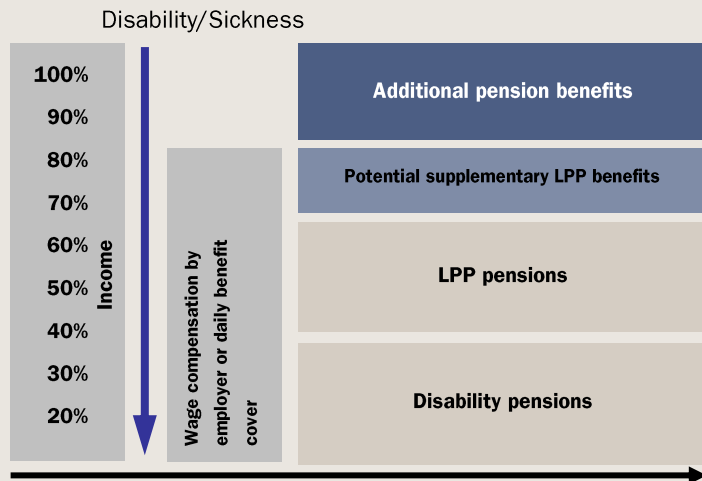 Disability/Sickness
100%
90%
80%
70%
60%
50%
40%
30%
20%
Income
Wage compensation by
employer or daily benefit
cover
Additional pension benefits
Potential supplementary LPP benefits
LPP pensions
Disability pensions